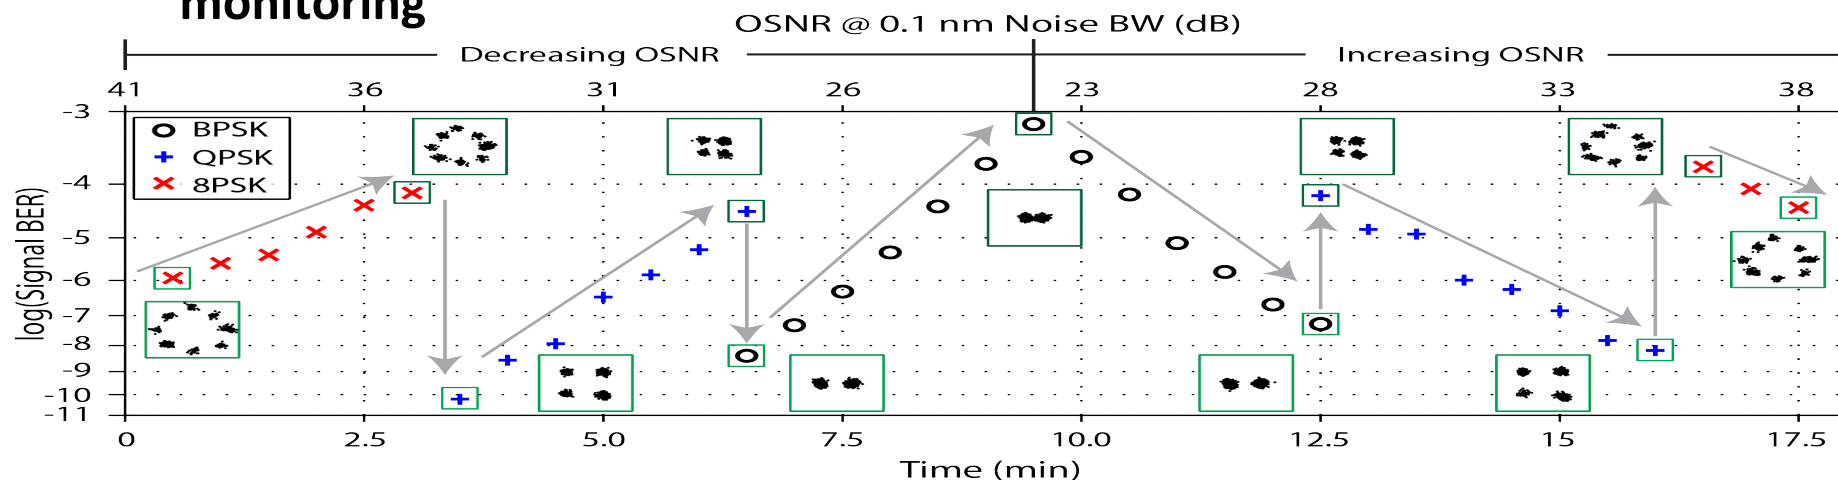 monitoring
OSNR @ 0.1 nm Noise BW (dB)
Decreasing OSNR
Increasing OSNR
41 36 31 26 23 28 33 38
BPSK
QPSK
8PSK
log(Signal BER)
-3
-4
-5
-6
-7
-8
-9
-10
-11
0 2.5 5.0 7.5 10.0 12.5 15 17.5
Time (min)